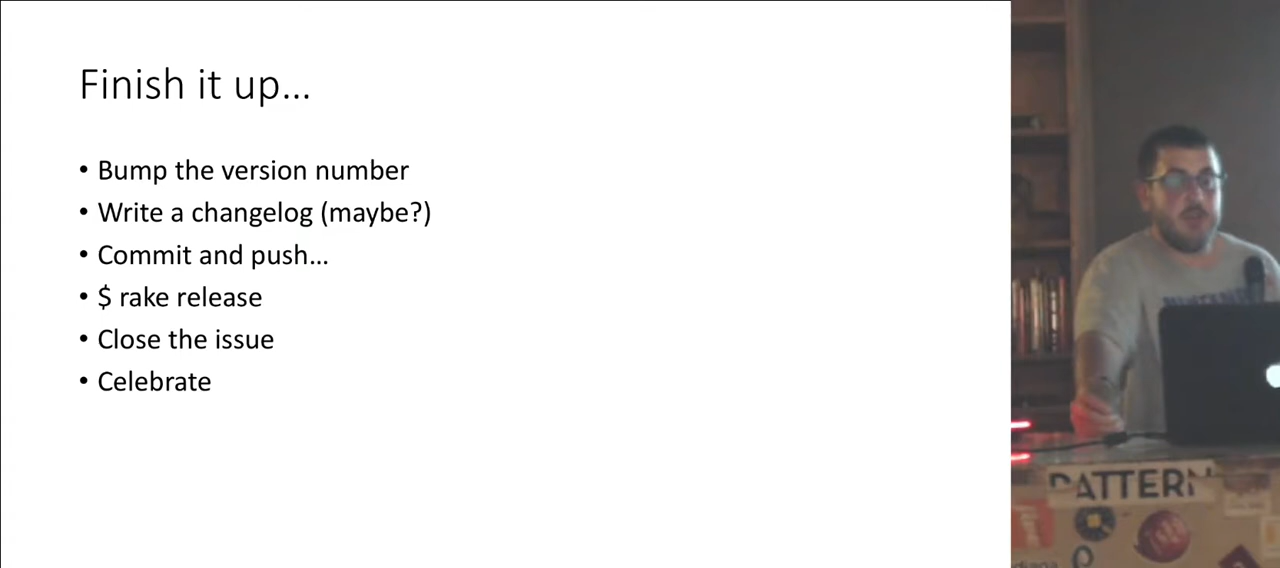 Finish it up...
• Bump the version number
• Write a changelog (maybe?)
• Commit and push...
• $ rake release
• Close the issue
• Celebrate
PATTERN